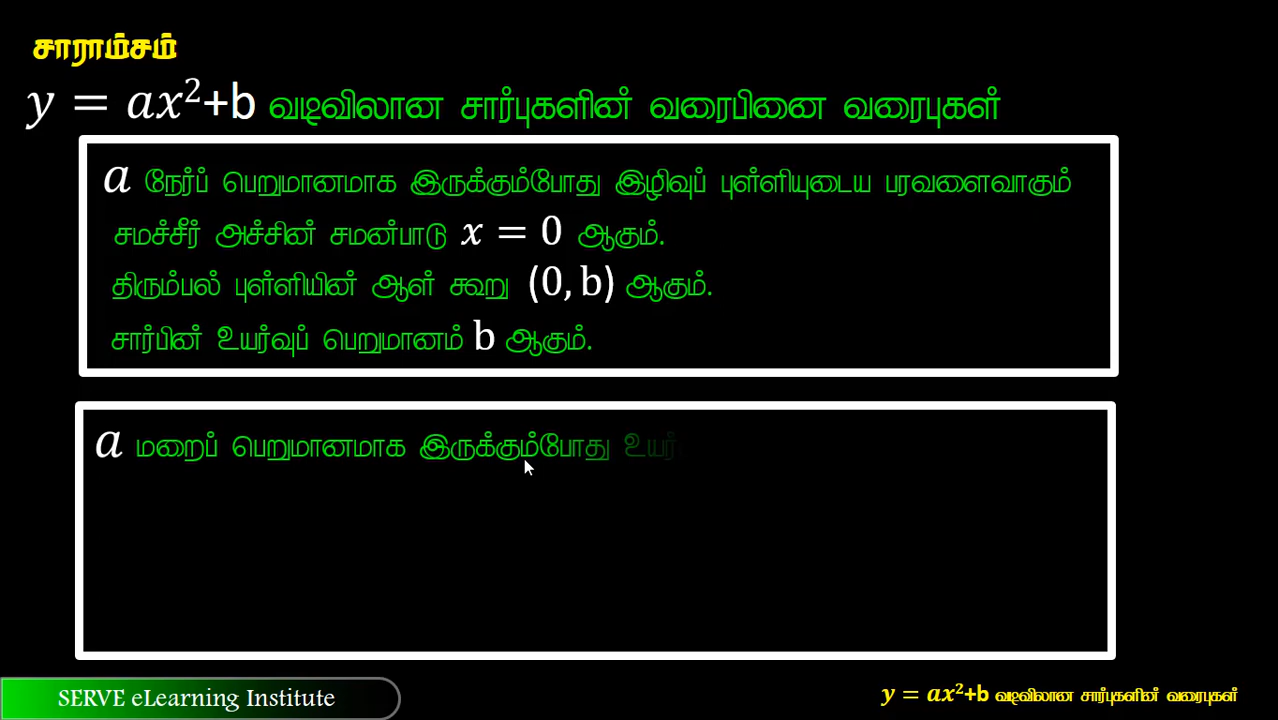 சாராம்சம்
y = ax²+b வடிவிலான சார்புகளின் வரைபினை வரைபுகள்
a நேர்ப் பெறுமானமாக இருக்கும்போது இழிவுப் புள்ளியுடைய பரவளைவாகும்
சமச்சீர் அச்சின் சமன்பாடு x = 0 ஆகும்.
திரும்பல் புள்ளியின் ஆள் கூறு (0, b) ஆகும்.
சார்பின் உயர்வுப் பெறுமானம் b ஆகும்.
a மறைப் பெறுமானமாக இருக்கும்போது உயர்
SERVE eLearning Institute
y = ax²+b வடிவிலான சார்புகளின் வரைபுகள்